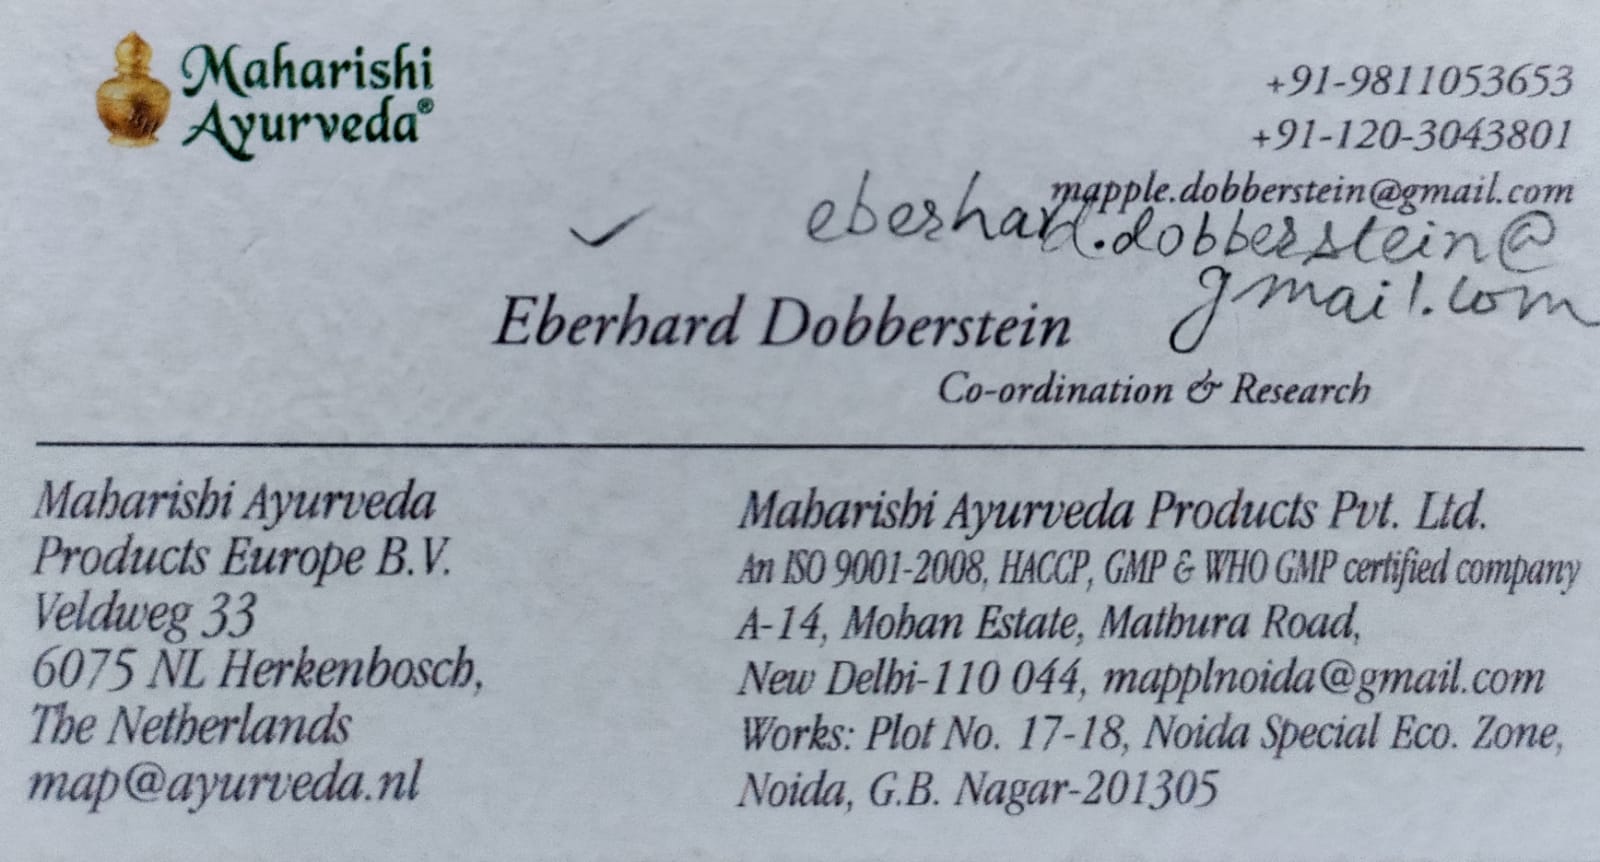 Maharishi
Ayurveda®
+91-9811053653
+91-120-3043801
mapple.dobberstein@gmail.com
eberhard.dobberstein@
gmail.com
Eberhard Dobberstein
Co-ordination & Research
Maharishi Ayurveda
Products Europe B.V.
Veldweg 33
6075 NL Herkenbosch,
The Netherlands
map@ayurveda.nl
Maharishi Ayurveda Products Pvt. Ltd.
An ISO 9001-2008, HACCP, GMP & WHO GMP certified company
A-14, Mohan Estate, Mathura Road,
New Delhi-110 044, mapplnoida@gmail.com
Works: Plot No. 17-18, Noida Special Eco. Zone,
Noida, G.B. Nagar-201305